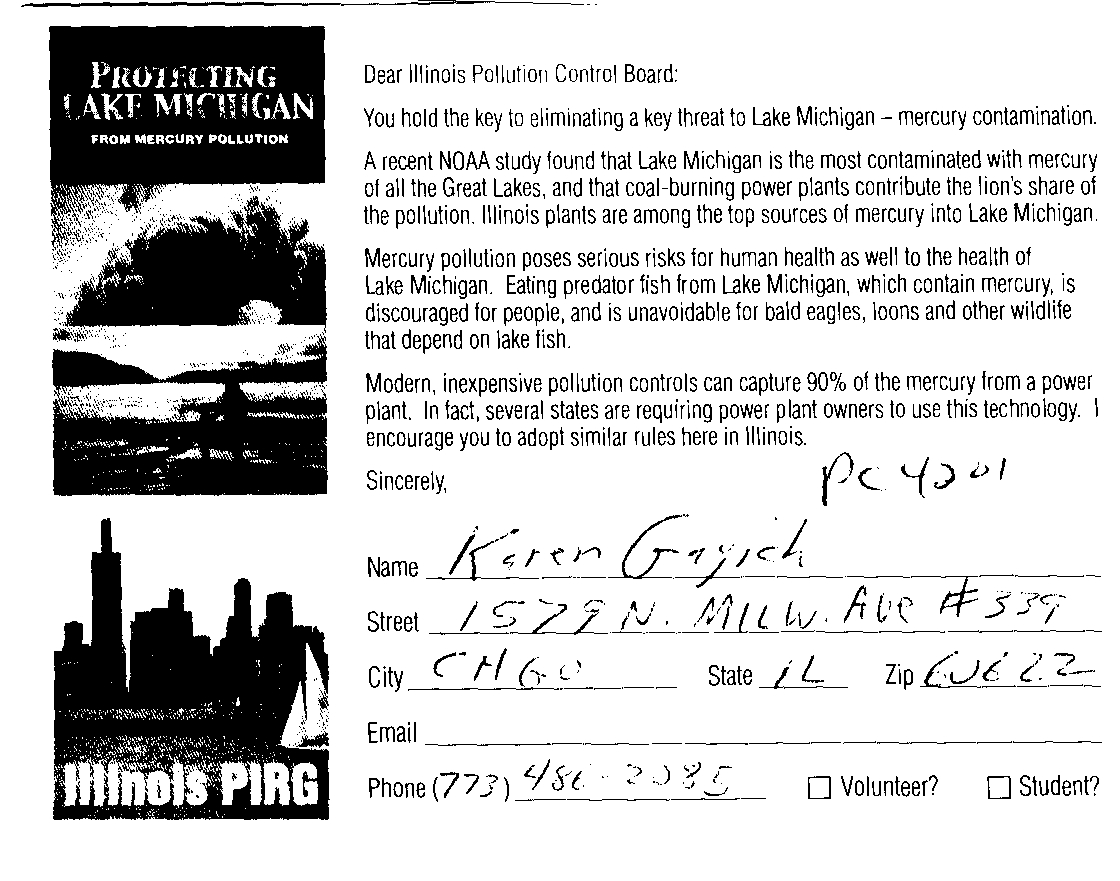 PROTECTING
LAKE MICHIGAN
FROM MERCURY POLLUTION
Dear Illinois Pollution Control Board:
You hold the key to eliminating a key threat to Lake Michigan – mercury contamination.
A recent NOAA study found that Lake Michigan is the most contaminated with mercury
of all the Great Lakes, and that coal-burning power plants contribute the lion's share of
the pollution. Illinois plants are among the top sources of mercury into Lake Michigan.
Mercury pollution poses serious risks for human health as well to the health of
Lake Michigan. Eating predator fish from Lake Michigan, which contain mercury, is
discouraged for people, and is unavoidable for bald eagles, loons and other wildlife
that depend on lake fish.
Modern, inexpensive pollution controls can capture 90% of the mercury from a power
plant. In fact, several states are requiring power plant owners to use this technology. I
encourage you to adopt similar rules here in Illinois.
Sincerely,
PC 4201
Name Karen
Street 1579 N. MILW. AVE #339
City CHGO State IL Zip 60622
Email
Phone (773) 486-2085
Volunteer? Student?
Illinois PIRG